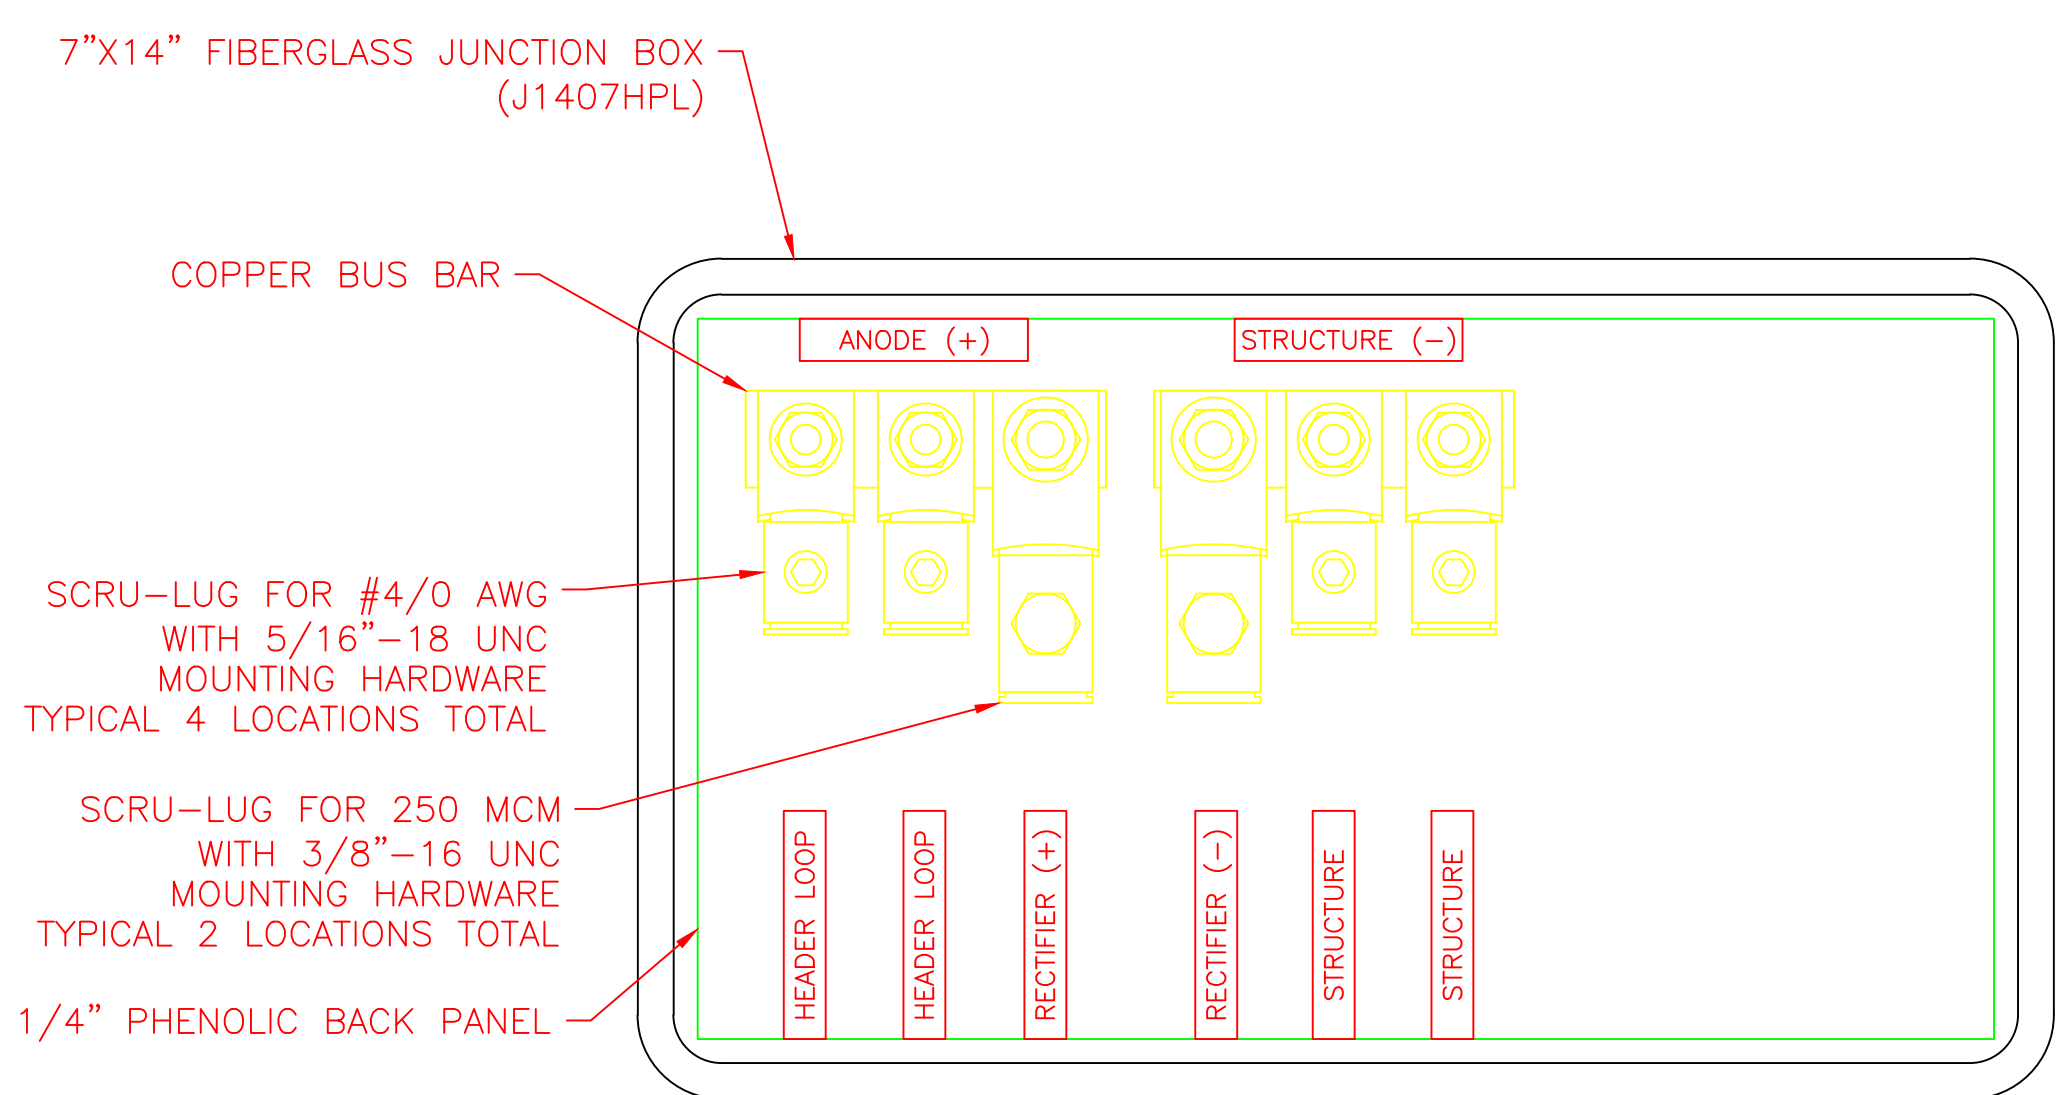 7”X14” FIBERGLASS JUNCTION BOX
(J1407HPL)
COPPER BUS BAR
ANODE (+)
STRUCTURE (−)
SCRU−LUG FOR #4/0 AWG
WITH 5/16”−18 UNC
MOUNTING HARDWARE
TYPICAL 4 LOCATIONS TOTAL
SCRU−LUG FOR 250 MCM
WITH 3/8”−16 UNC
MOUNTING HARDWARE
TYPICAL 2 LOCATIONS TOTAL
1/4” PHENOLIC BACK PANEL
HEADER LOOP
HEADER LOOP
RECTIFIER (+)
RECTIFIER (−)
STRUCTURE
STRUCTURE